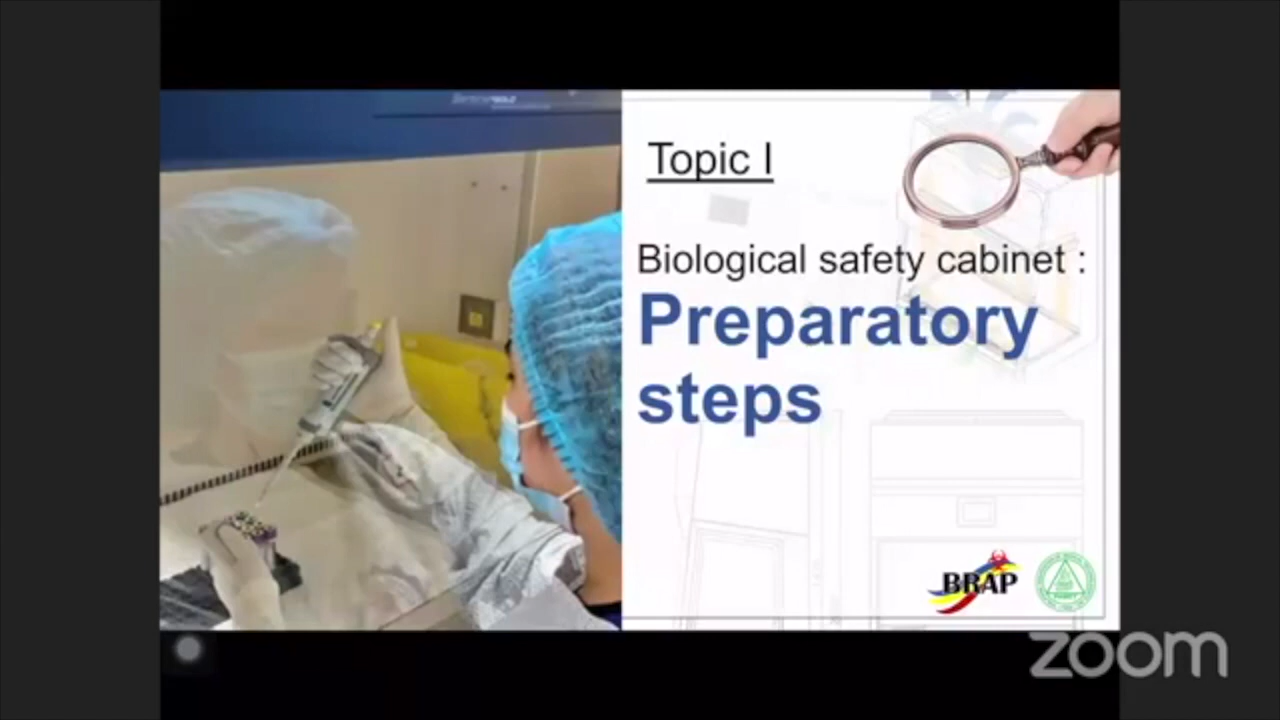 Topic I
Biological safety cabinet :
Preparatory
steps
BRAP
zoom